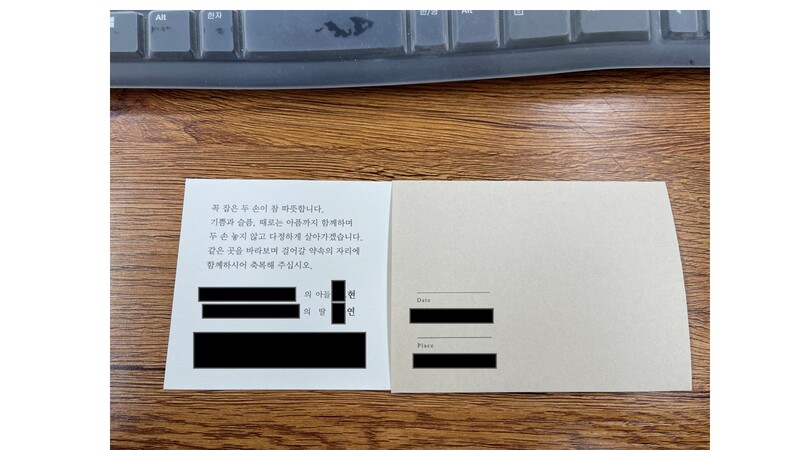 Alt
한자
한/영
Alt
꼭 잡은 두 손이 참 따뜻합니다.
기쁨과 슬픔, 때로는 아픔까지 함께하며
두 손 놓지 않고 다정하게 살아가겠습니다.
같은 곳을 바라보며 걸어갈 약속의 자리에
함께하시어 축복해 주십시오.
의 아들 현
의 딸 연
Date
Place